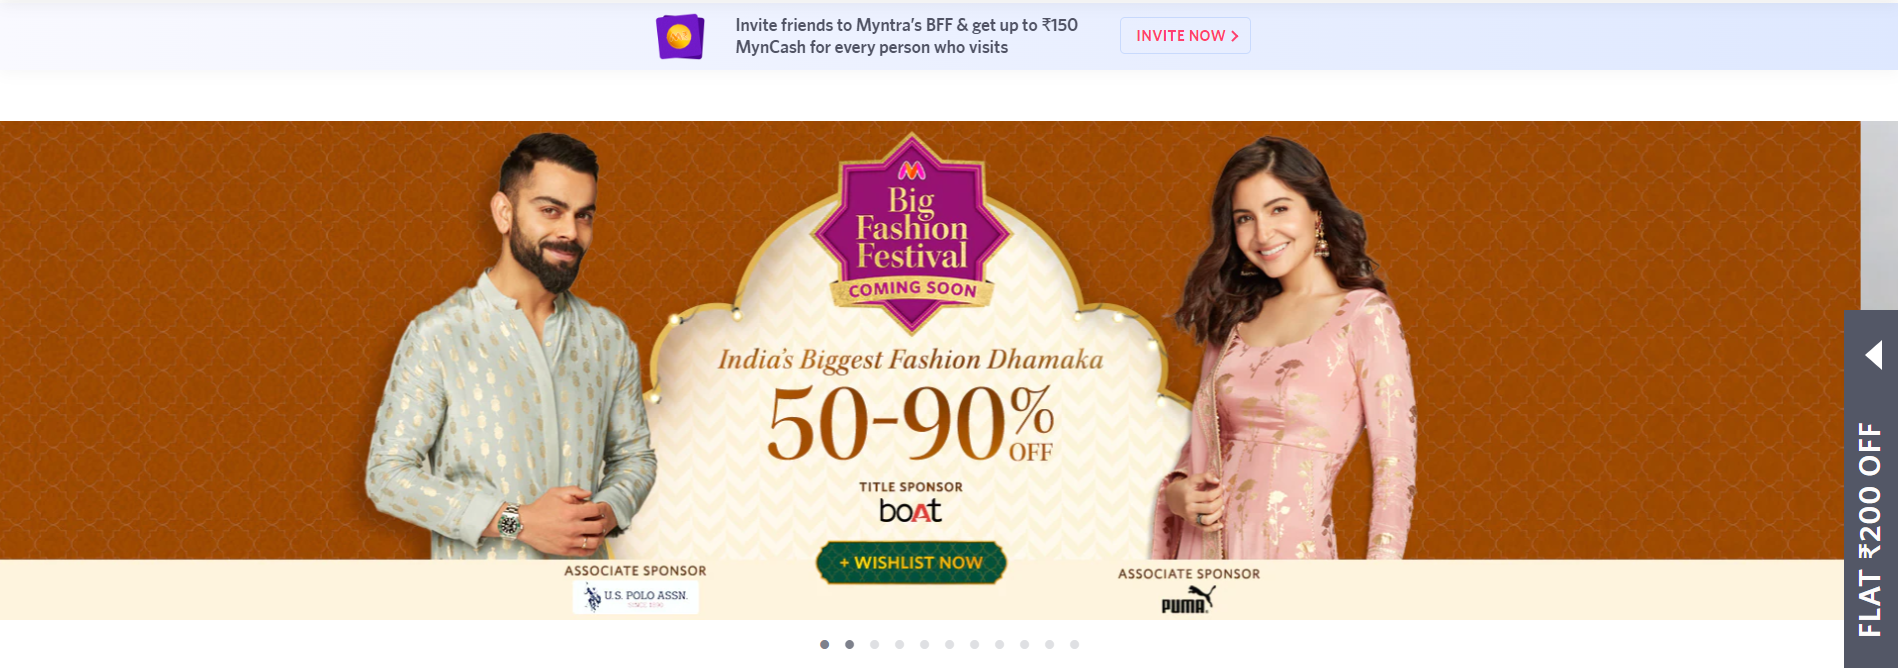 Invite friends to Myntra’s BFF & get up to ₹150
MynCash for every person who visits
INVITE NOW
Big
Fashion
Festival
COMING SOON
India’s Biggest Fashion Dhamaka
50-90% OFF
TITLE SPONSOR
boAt
+ WISHLIST NOW
ASSOCIATE SPONSOR
U.S. POLO ASSN.
SINCE 1890
ASSOCIATE SPONSOR
PUMA
FLAT ₹200 OFF